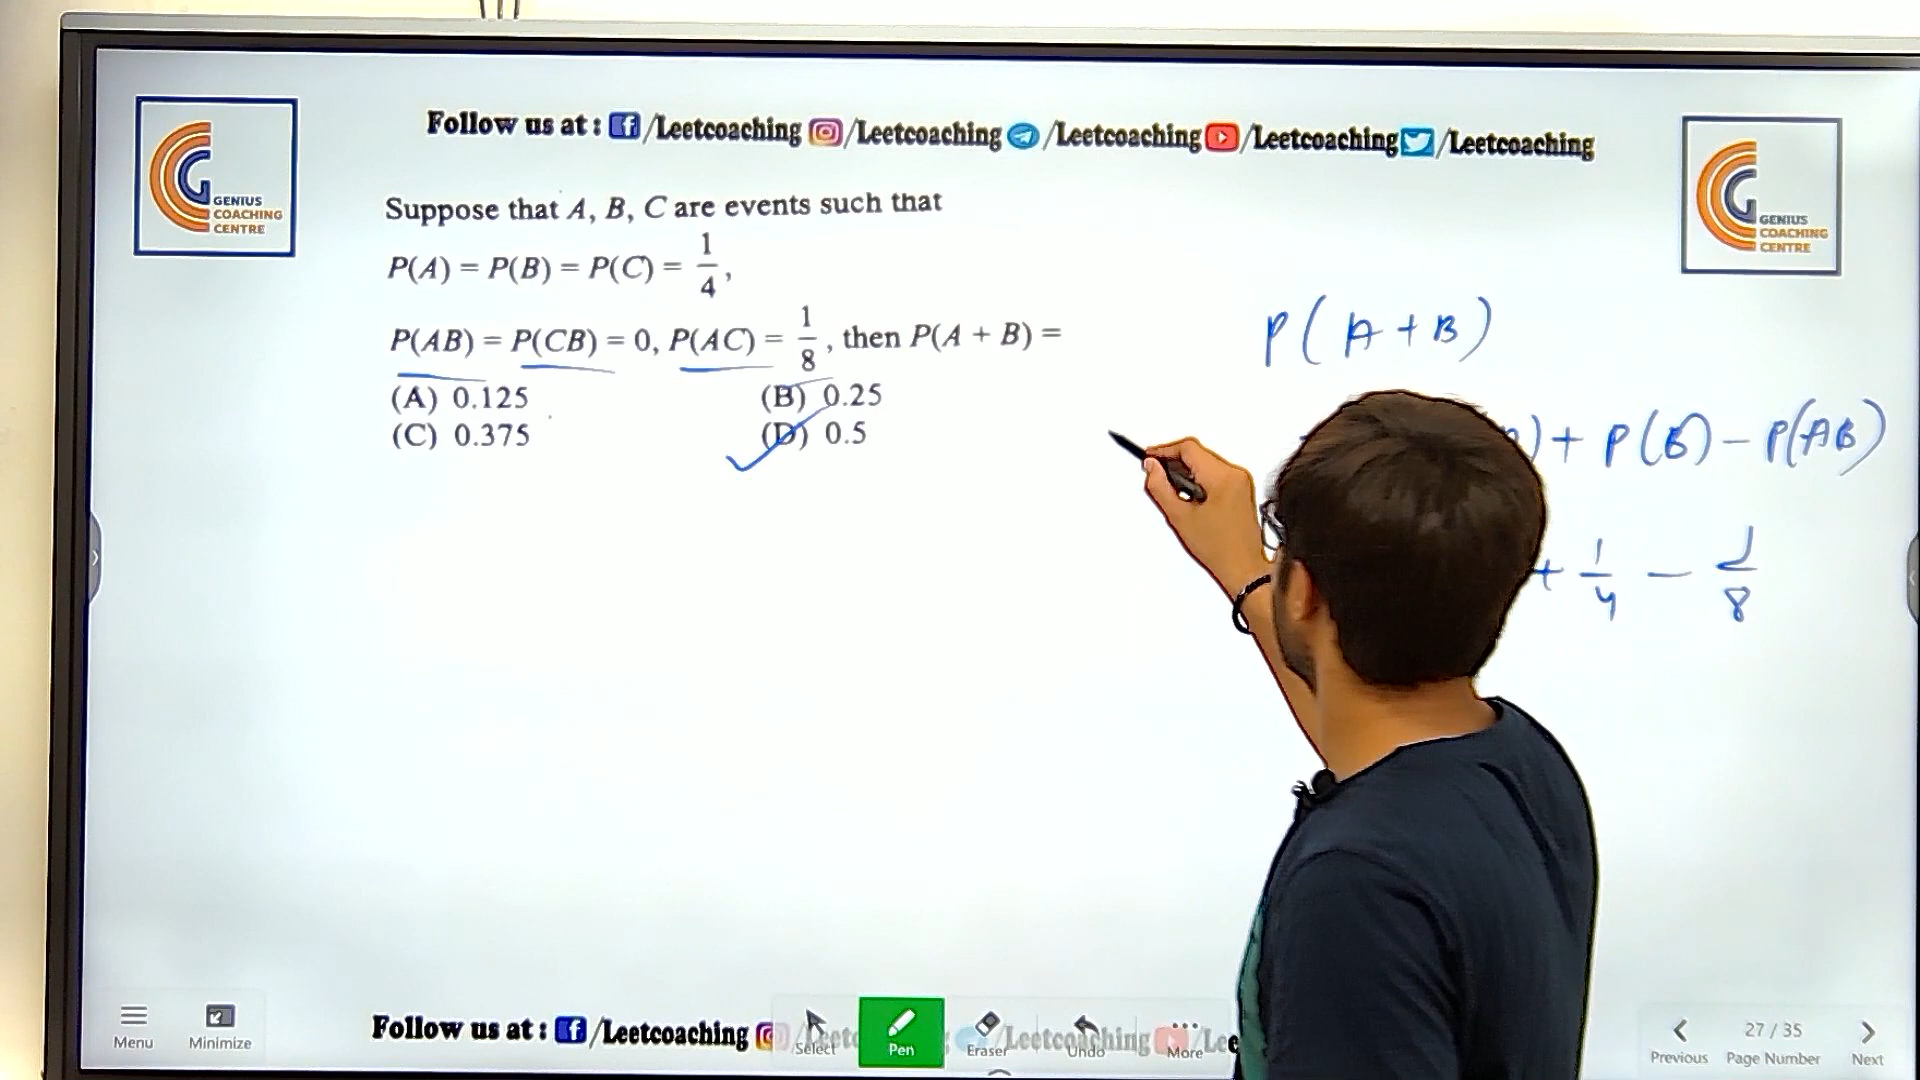 Follow us at : /Leetcoaching /Leetcoaching /Leetcoaching /Leetcoaching /Leetcoaching
GENIUS
COACHING
CENTRE
GENIUS
COACHING
CENTRE
Suppose that A, B, C are events such that
P(A) = P(B) = P(C) = 1/4,
P(AB) = P(CB) = 0, P(AC) = 1/8, then P(A + B) =
(A) 0.125 (B) 0.25
(C) 0.375 (D) 0.5
P(A+B)
) + P(B) - P(AB)
+ 1/4 - 1/8
Follow us at : /Leetcoaching /Leetcoaching
Menu
Minimize
Select
Pen
Eraser
Undo
More
Previous
27 / 35
Page Number
Next